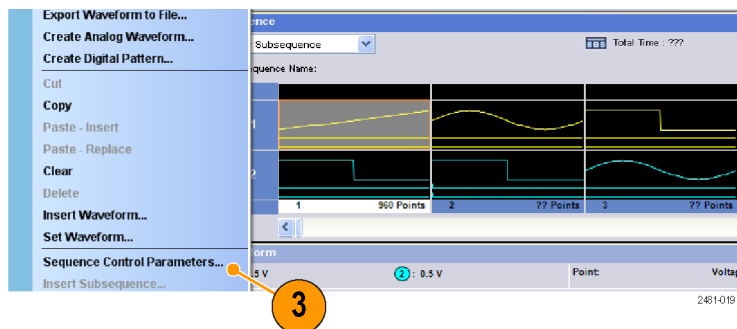 Export Waveform to File...
Create Analog Waveform...
Create Digital Pattern...
Cut
Copy
Paste - Insert
Paste - Replace
Clear
Delete
Insert Waveform...
Set Waveform...
Sequence Control Parameters...
Insert Subsequence...
3
ence
Subsequence
Total Time : ???
quence Name:
1
2
1 960 Points 2 ?? Points 3 ?? Points
orm
.5 V 2 : 0.5 V Point: Voltag
2481-019